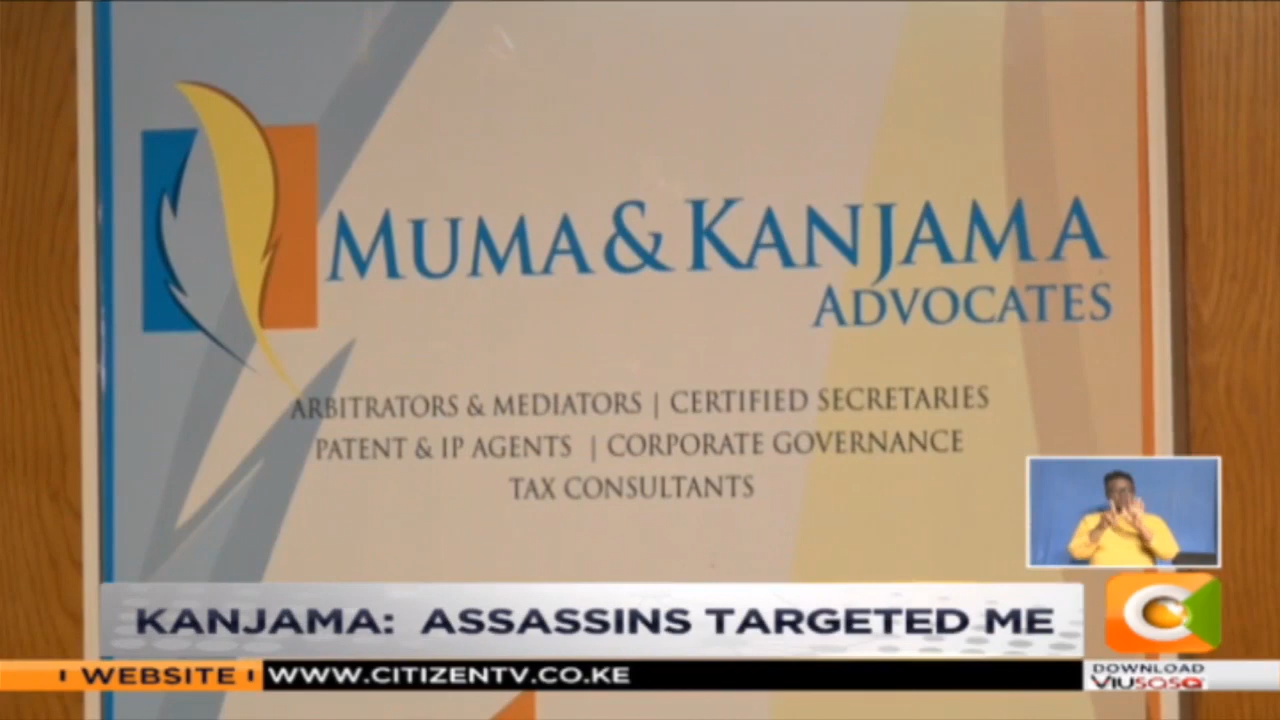 MUMA & KANJAMA
ADVOCATES
ARBITRATORS & MEDIATORS | CERTIFIED SECRETARIES
PATENT & IP AGENTS | CORPORATE GOVERNANCE
TAX CONSULTANTS
KANJAMA: ASSASSINS TARGETED ME
WEBSITE WWW.CITIZENTV.CO.KE
DOWNLOAD
VIUSASA